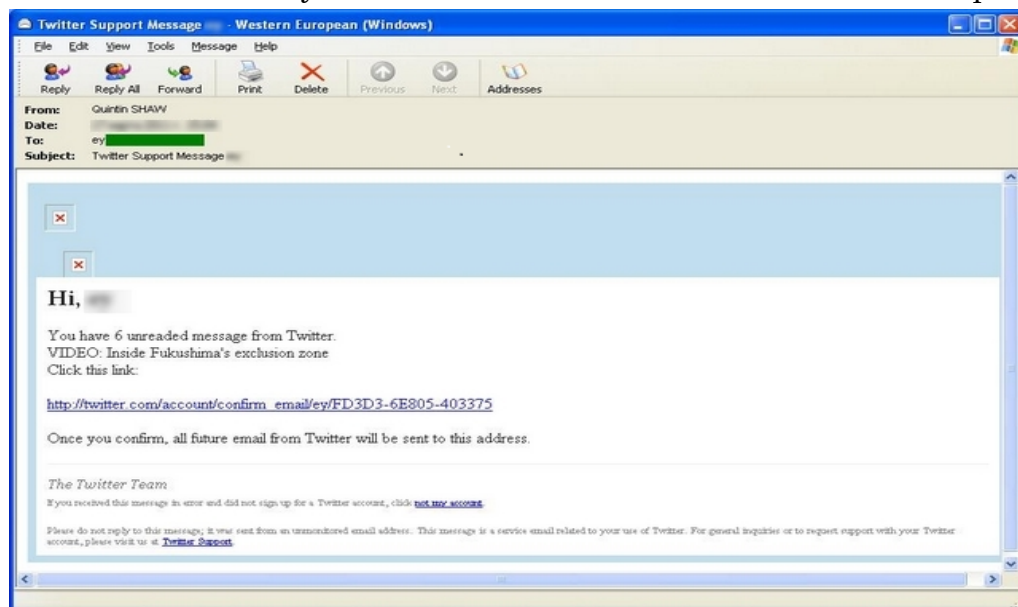 Twitter Support Message - Western European (Windows)
File Edit View Tools Message Help
Reply Reply All Forward Print Delete Previous Next Addresses
From: Quintin SHAW
Date:
To: ey
Subject: Twitter Support Message
Hi,
You have 6 unreaded message from Twitter.
VIDEO: Inside Fukushima's exclusion zone
Click this link:
http://twitter.com/account/confirm_email/ey/FD3D3-6E805-403375
Once you confirm, all future email from Twitter will be sent to this address.
The Twitter Team
If you received this message in error and did not sign up for a Twitter account, click not my account.
Please do not reply to this message; it was sent from an unmonitored email address. This message is a service email related to your use of Twitter. For general inquiries or to request support with your Twitter
account, please visit us at Twitter Support.